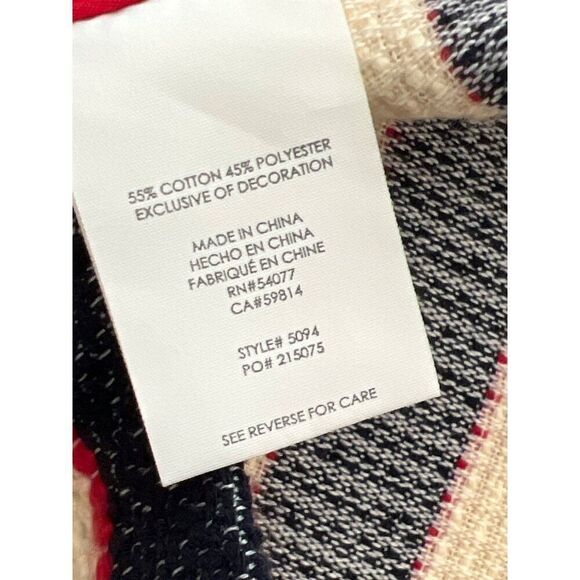 55% COTTON 45% POLYESTER
EXCLUSIVE OF DECORATION
MADE IN CHINA
HECHO EN CHINA
FABRIQUÉ EN CHINE
RN#54077
CA#59814
STYLE# 5094
PO# 215075
SEE REVERSE FOR CARE